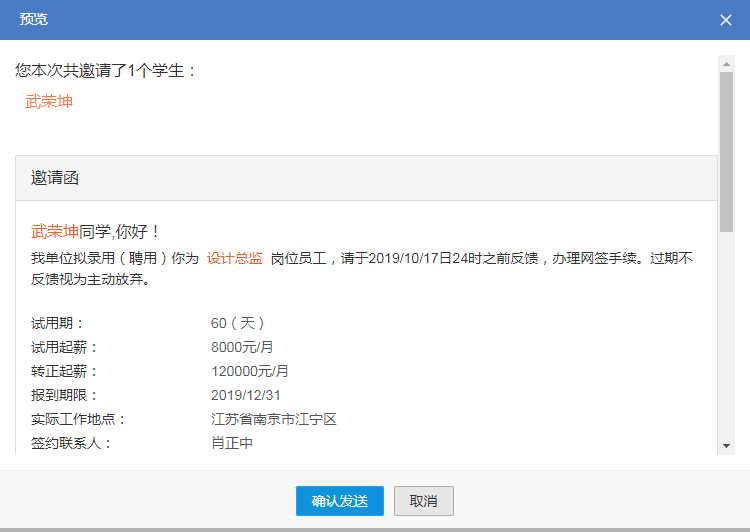 预览
您本次共邀请了1个学生：
武荣坤
邀请函
武荣坤同学,你好！
我单位拟录用（聘用）你为 设计总监 岗位员工，请于2019/10/17日24时之前反馈，办理网签手续。过期不
反馈视为主动放弃。
试用期： 60（天）
试用起薪： 8000元/月
转正起薪： 120000元/月
报到期限： 2019/12/31
实际工作地点： 江苏省南京市江宁区
签约联系人： 肖正中
确认发送 取消